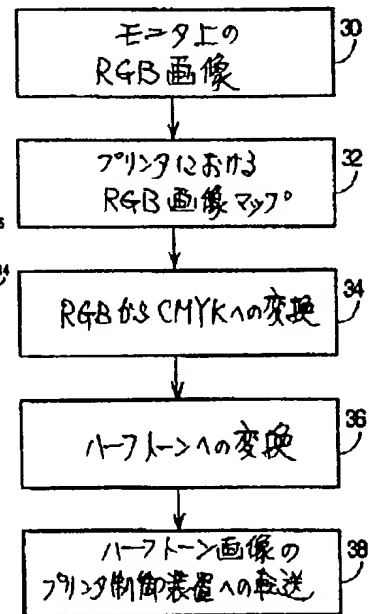 モニタ上の
RGB画像
30
プリンタにおける
RGB画像マップ
32
RGBからCMYKへの変換
34
ハーフトーンへの変換
36
ハーフトーン画像の
プリンタ制御装置への転送
38